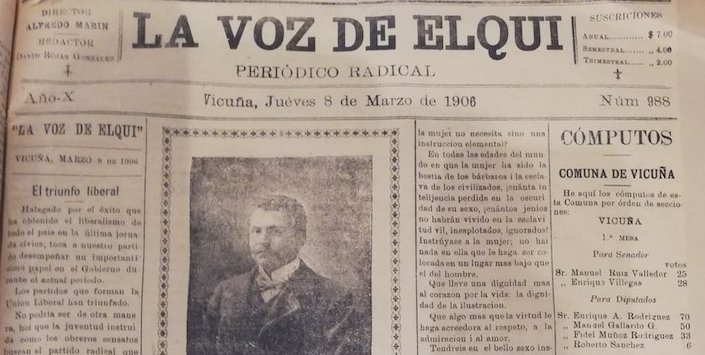 DIRECTOR
ALFREDO MARIN
REDACTOR
DAVID ROJAS GONZÁLEZ
LA VOZ DE ELQUI
PERIÓDICO RADICAL
SUSCRICIONES
ANUAL............ $ 7.00
SEMESTRAL........ „ 4.00
TRIMESTRAL....... „ 2.00
Año-X
Vicuña, Juéves 8 de Marzo de 1906
Núm 988
"LA VOZ DE ELQUI"
VICUÑA, MARZO 8 DE 1906
El triunfo liberal
Halagado por el éxito que
ha obtenido el liberalismo de
todo el pais en la última jorna
da cívica, toca a nuestro parti
do desempeñar un importanti
simo papel en el Gobierno du
rante el actual período.
Los partidos que forman la
Union Liberal han triunfado.
No podria ser de otra mane
ra, hoi que la juventud instrui
da como los obreros sensatos
buscan el partido radical que
la mujer no necesita sino una
instruccion elemental?
En todas las edades del mun
do en que la mujer ha sido la
bestia de los bárbaros i la escla
va de los civilizados, ¡cuánta in
telijencia perdida en la oscuri
dad de su sexo, ¡cuántos jenios
no habrán vivido en la esclavi
tud vil, inesplotados, ignorados!
Instrúyase a la mujer; no hai
nada en ella que le haga ser co
locada en un lugar mas bajo que
el del hombre.
Que lleve una dignidad mas
al corazon por la vida: la digni
dad de la ilustracion.
Que algo mas que la virtud le
haga acreedora al respeto, a la
admiracion i al amor.
Tendreis en el bello sexo ins
CÓMPUTOS
COMUNA DE VICUÑA
He aquí los cómputos de es
ta Comuna por órden de seccio
nes:
VICUÑA
1.ª MESA
Para Senador
votos
Sr. Manuel Ruiz Valledor 25
„ Enrique Villegas 28
Para Diputados
Sr. Enrique A. Rodriguez 70
„ Manuel Gallardo G. 50
„ Fidel Muñoz Rodriguez 33
„ Roberto Sanchez 6